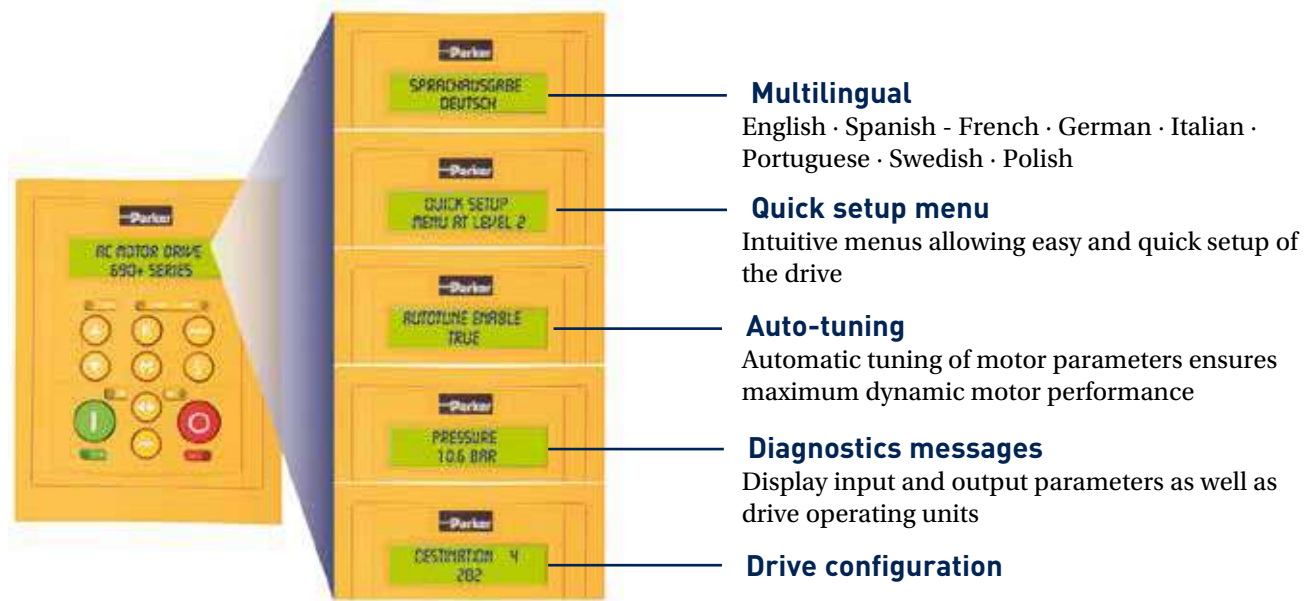 Parker
AC MOTOR DRIVE
690+ SERIES
Parker
SPRACHAUSGABE
DEUTSCH
Multilingual
English · Spanish - French · German · Italian ·
Portuguese · Swedish · Polish
Parker
QUICK SETUP
MENU AT LEVEL 2
Quick setup menu
Intuitive menus allowing easy and quick setup of
the drive
Parker
AUTOTUNE ENABLE
TRUE
Auto-tuning
Automatic tuning of motor parameters ensures
maximum dynamic motor performance
Parker
PRESSURE
10.6 BAR
Diagnostics messages
Display input and output parameters as well as
drive operating units
Parker
DESTINATION 4
202
Drive configuration